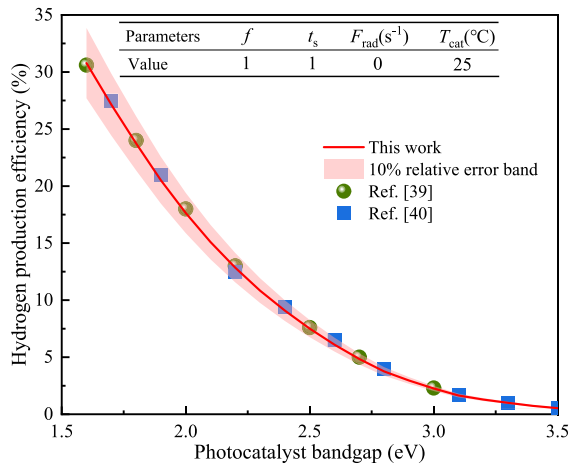 Parameters f t_s F_rad(s⁻¹) T_cat(°C)
Value 1 1 0 25
This work
10% relative error band
Ref. [39]
Ref. [40]
Hydrogen production efficiency (%)
35
30
25
20
15
10
5
0
1.5 2.0 2.5 3.0 3.5
Photocatalyst bandgap (eV)